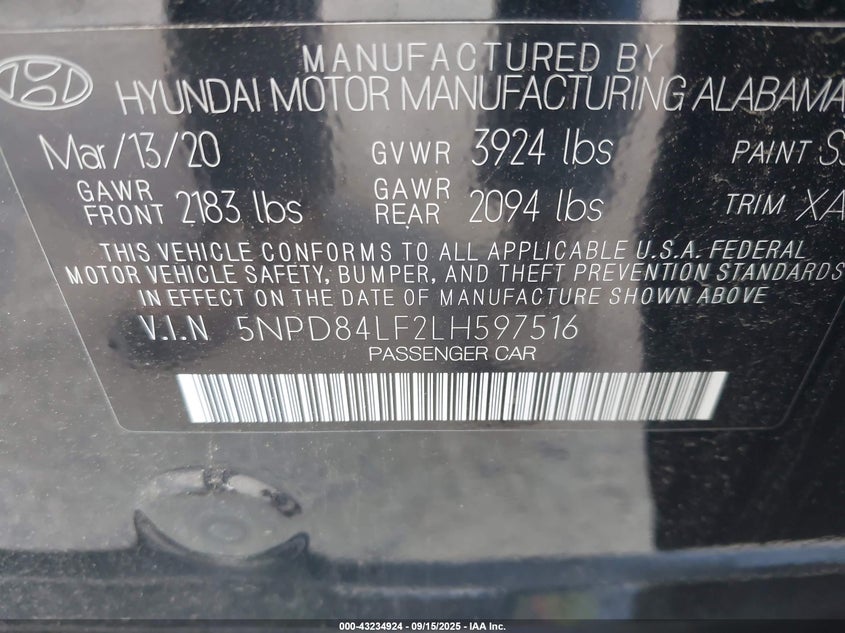 MANUFACTURED BY
HYUNDAI MOTOR MANUFACTURING ALABAMA
Mar/13/20 GVWR 3924 lbs PAINT
GAWR FRONT 2183 lbs GAWR REAR 2094 lbs TRIM XA
THIS VEHICLE CONFORMS TO ALL APPLICABLE U.S.A. FEDERAL
MOTOR VEHICLE SAFETY, BUMPER, AND THEFT PREVENTION STANDARDS
IN EFFECT ON THE DATE OF MANUFACTURE SHOWN ABOVE
V.I.N 5NPD84LF2LH597516
PASSENGER CAR
000-43234924 - 09/15/2025 - IAA Inc.